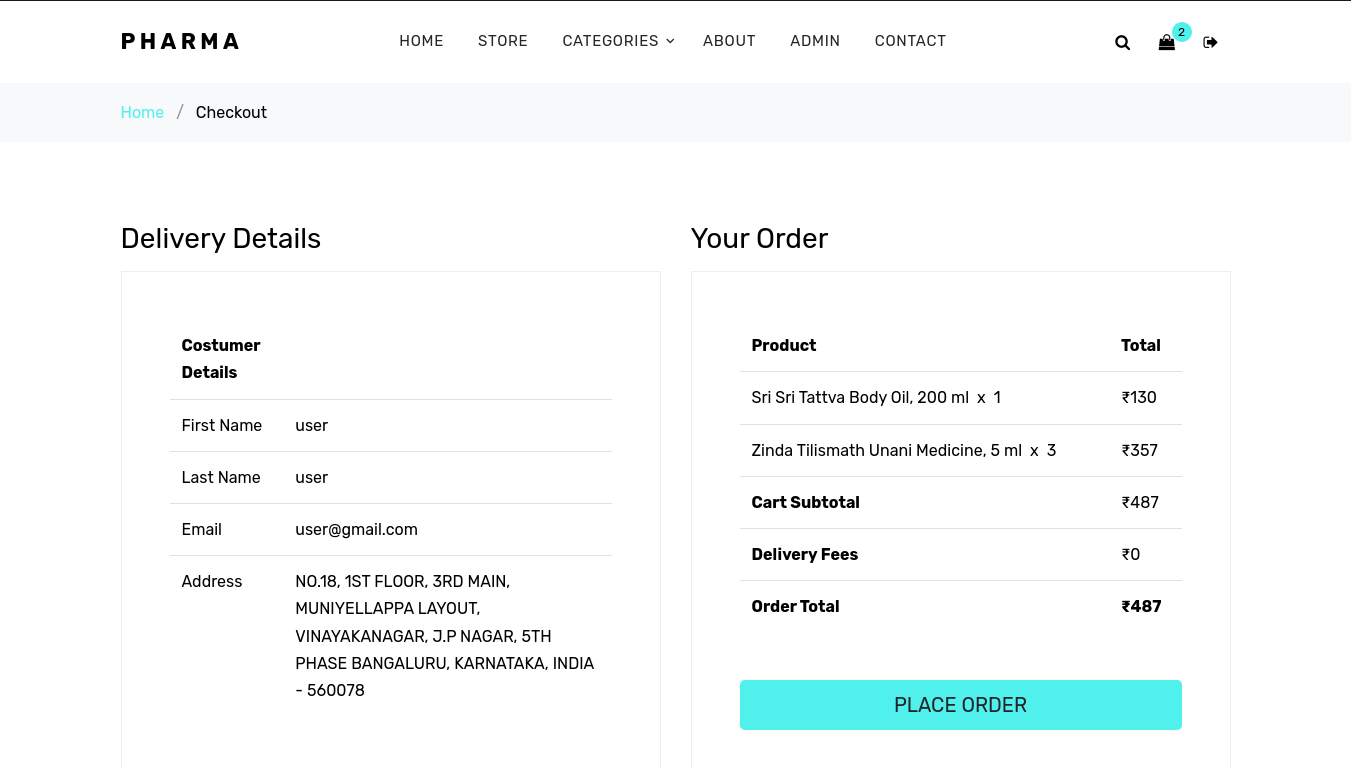 PHARMA
HOME STORE CATEGORIES ABOUT ADMIN CONTACT
2
Home / Checkout
Delivery Details
Costumer
Details
First Name user
Last Name user
Email user@gmail.com
Address NO.18, 1ST FLOOR, 3RD MAIN,
MUNIYELLAPPA LAYOUT,
VINAYAKANAGAR, J.P NAGAR, 5TH
PHASE BANGALURU, KARNATAKA, INDIA
- 560078
Your Order
Product Total
Sri Sri Tattva Body Oil, 200 ml x 1 ₹130
Zinda Tilismath Unani Medicine, 5 ml x 3 ₹357
Cart Subtotal ₹487
Delivery Fees ₹0
Order Total ₹487
PLACE ORDER